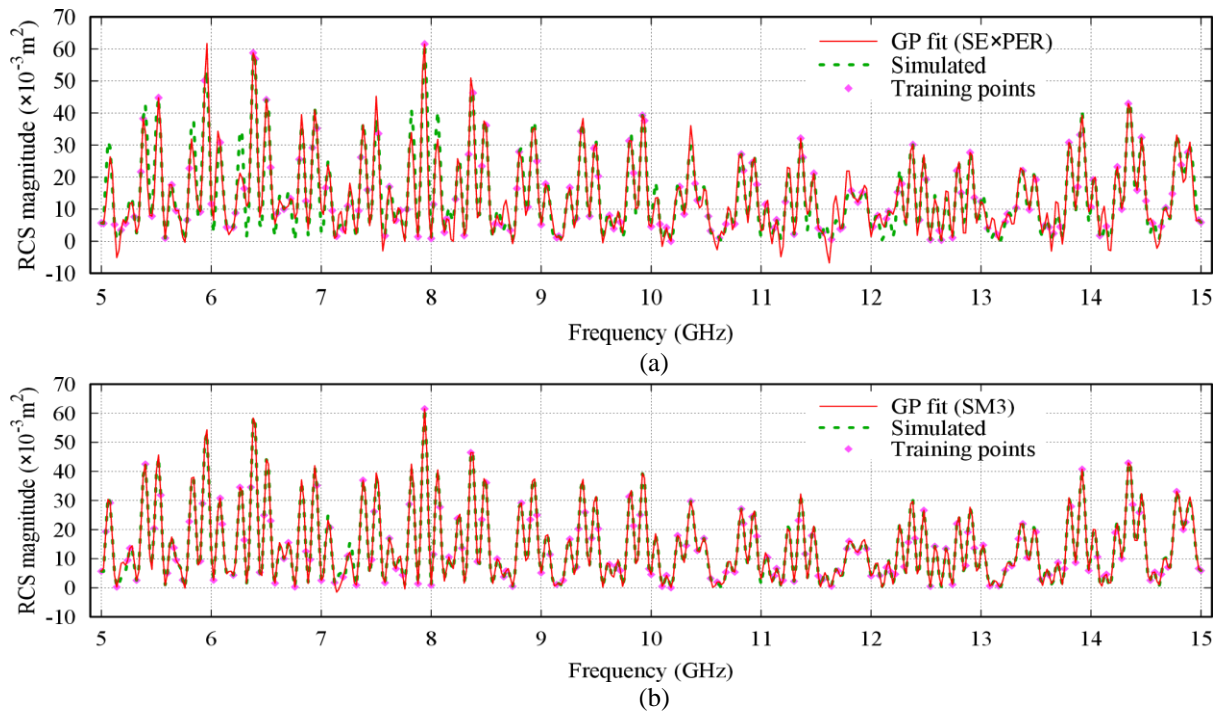 70
60
50
40
30
20
10
0
-10
RCS magnitude (×10⁻³m²)
GP fit (SE×PER)
Simulated
Training points
5 6 7 8 9 10 11 12 13 14 15
Frequency (GHz)
(a)
70
60
50
40
30
20
10
0
-10
RCS magnitude (×10⁻³m²)
GP fit (SM3)
Simulated
Training points
5 6 7 8 9 10 11 12 13 14 15
Frequency (GHz)
(b)